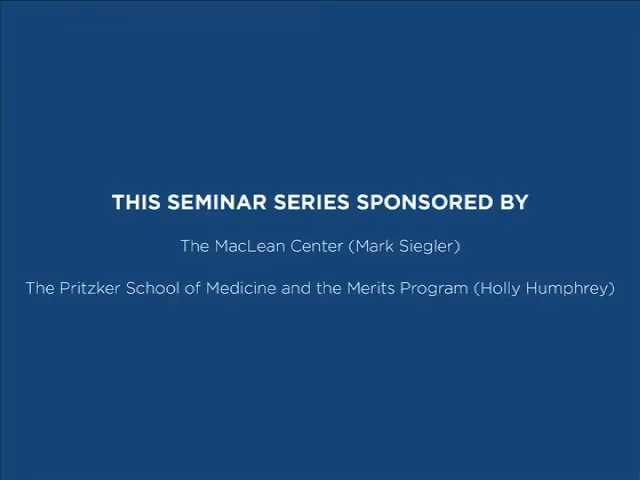 THIS SEMINAR SERIES SPONSORED BY
The MacLean Center (Mark Siegler)
The Pritzker School of Medicine and the Merits Program (Holly Humphrey)